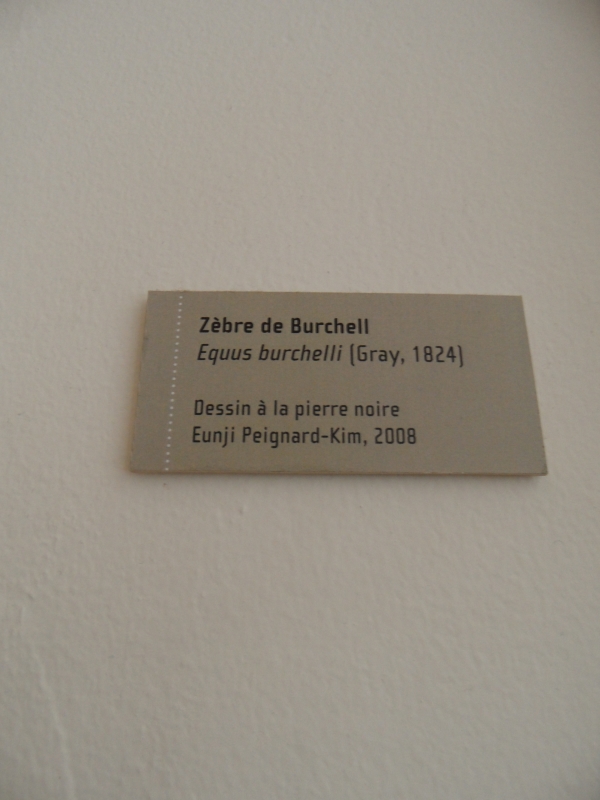 Zèbre de Burchell
Equus burchelli (Gray, 1824)
Dessin à la pierre noire
Eunji Peignard-Kim, 2008